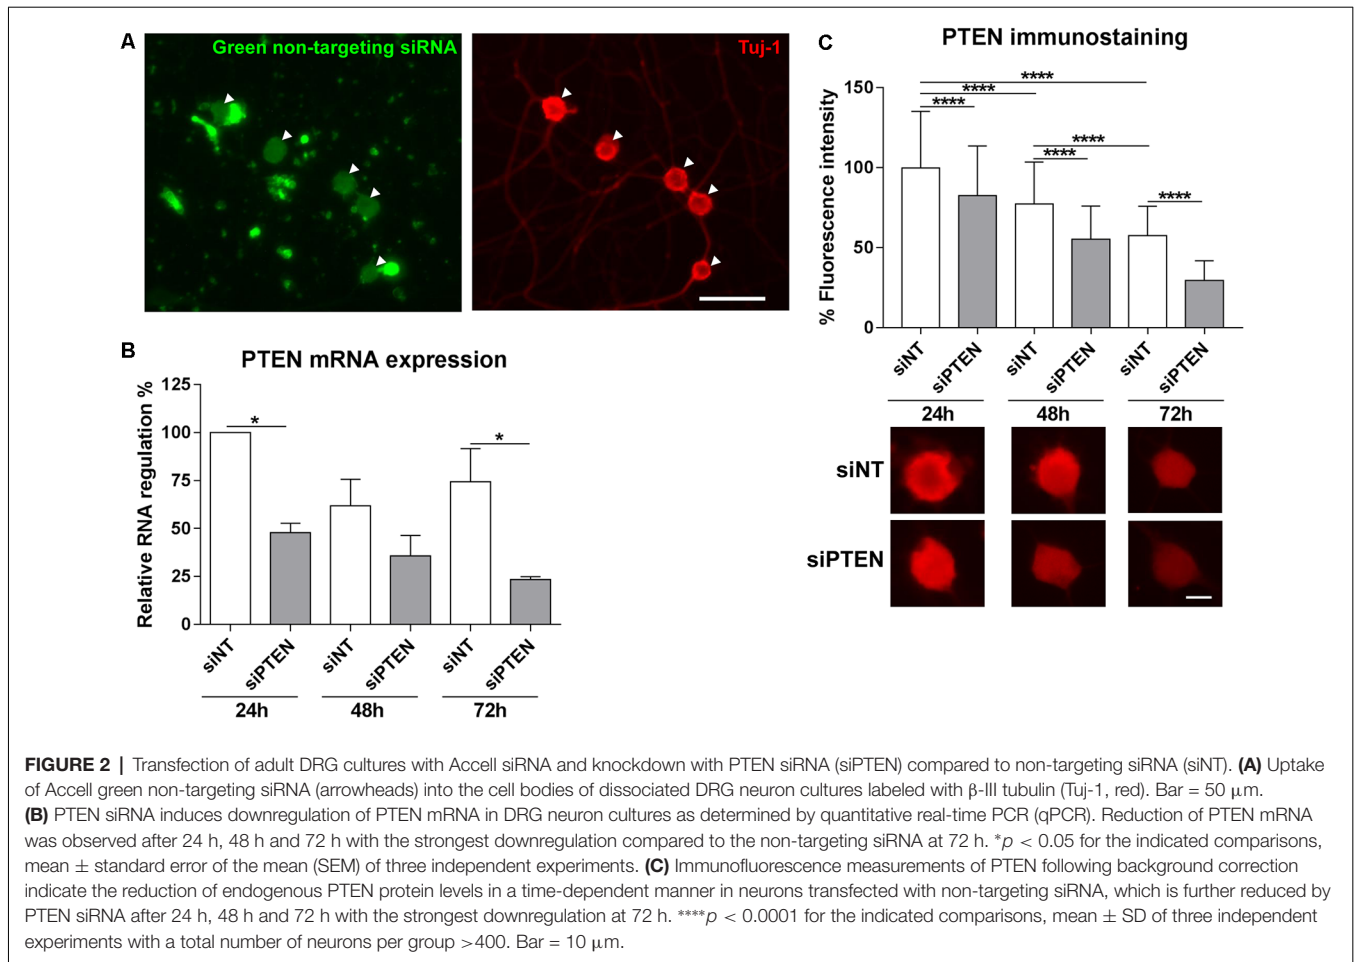 A
Green non-targeting siRNA
Tuj-1
B
PTEN mRNA expression
Relative RNA regulation %
125
100
75
50
25
0
*
*
siNT
siPTEN
siNT
siPTEN
siNT
siPTEN
24h
48h
72h
C
PTEN immunostaining
% Fluorescence intensity
150
100
50
0
****
****
****
****
****
****
siNT
siPTEN
siNT
siPTEN
siNT
siPTEN
24h
48h
72h
siNT
siPTEN
FIGURE 2 | Transfection of adult DRG cultures with Accell siRNA and knockdown with PTEN siRNA (siPTEN) compared to non-targeting siRNA (siNT). (A) Uptake
of Accell green non-targeting siRNA (arrowheads) into the cell bodies of dissociated DRG neuron cultures labeled with β-III tubulin (Tuj-1, red). Bar = 50 μm.
(B) PTEN siRNA induces downregulation of PTEN mRNA in DRG neuron cultures as determined by quantitative real-time PCR (qPCR). Reduction of PTEN mRNA
was observed after 24 h, 48 h and 72 h with the strongest downregulation compared to the non-targeting siRNA at 72 h. *p < 0.05 for the indicated comparisons,
mean ± standard error of the mean (SEM) of three independent experiments. (C) Immunofluorescence measurements of PTEN following background correction
indicate the reduction of endogenous PTEN protein levels in a time-dependent manner in neurons transfected with non-targeting siRNA, which is further reduced by
PTEN siRNA after 24 h, 48 h and 72 h with the strongest downregulation at 72 h. ****p < 0.0001 for the indicated comparisons, mean ± SD of three independent
experiments with a total number of neurons per group >400. Bar = 10 μm.